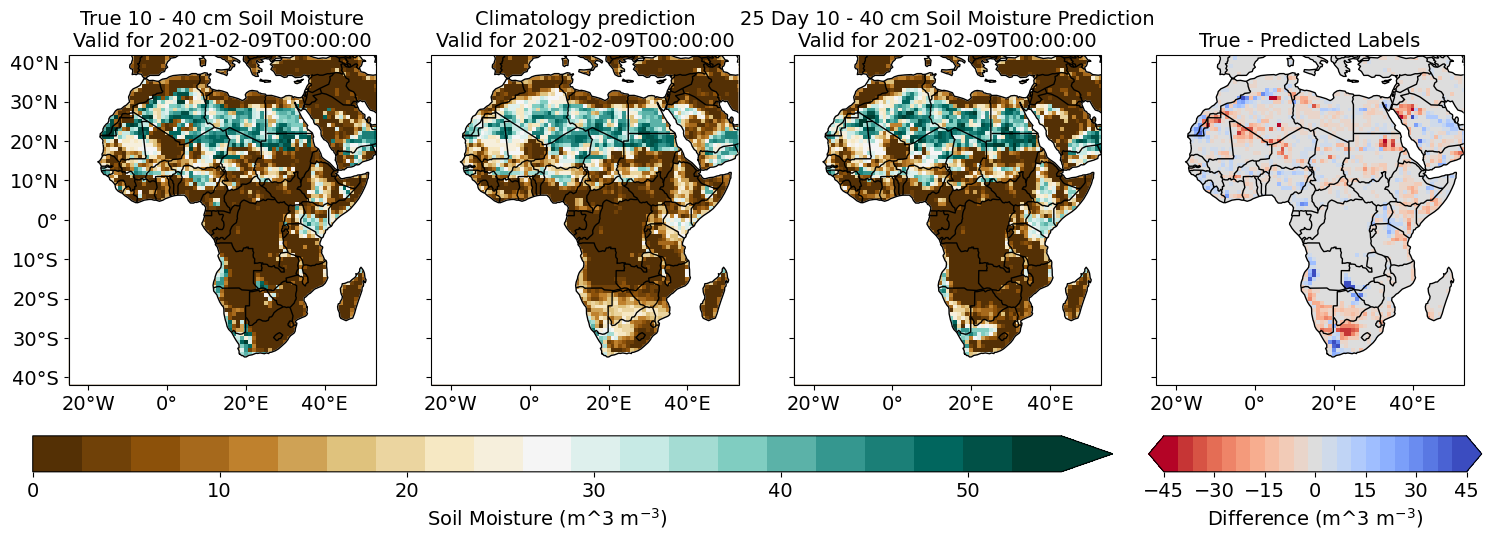 True 10 - 40 cm Soil Moisture
Valid for 2021-02-09T00:00:00
Climatology prediction
Valid for 2021-02-09T00:00:00
25 Day 10 - 40 cm Soil Moisture Prediction
Valid for 2021-02-09T00:00:00
True - Predicted Labels
40°N
30°N
20°N
10°N
0°
10°S
20°S
30°S
40°S
20°W 0° 20°E 40°E
20°W 0° 20°E 40°E
20°W 0° 20°E 40°E
20°W 0° 20°E 40°E
0 10 20 30 40 50
Soil Moisture (m^3 m⁻³)
−45 −30 −15 0 15 30 45
Difference (m^3 m⁻³)